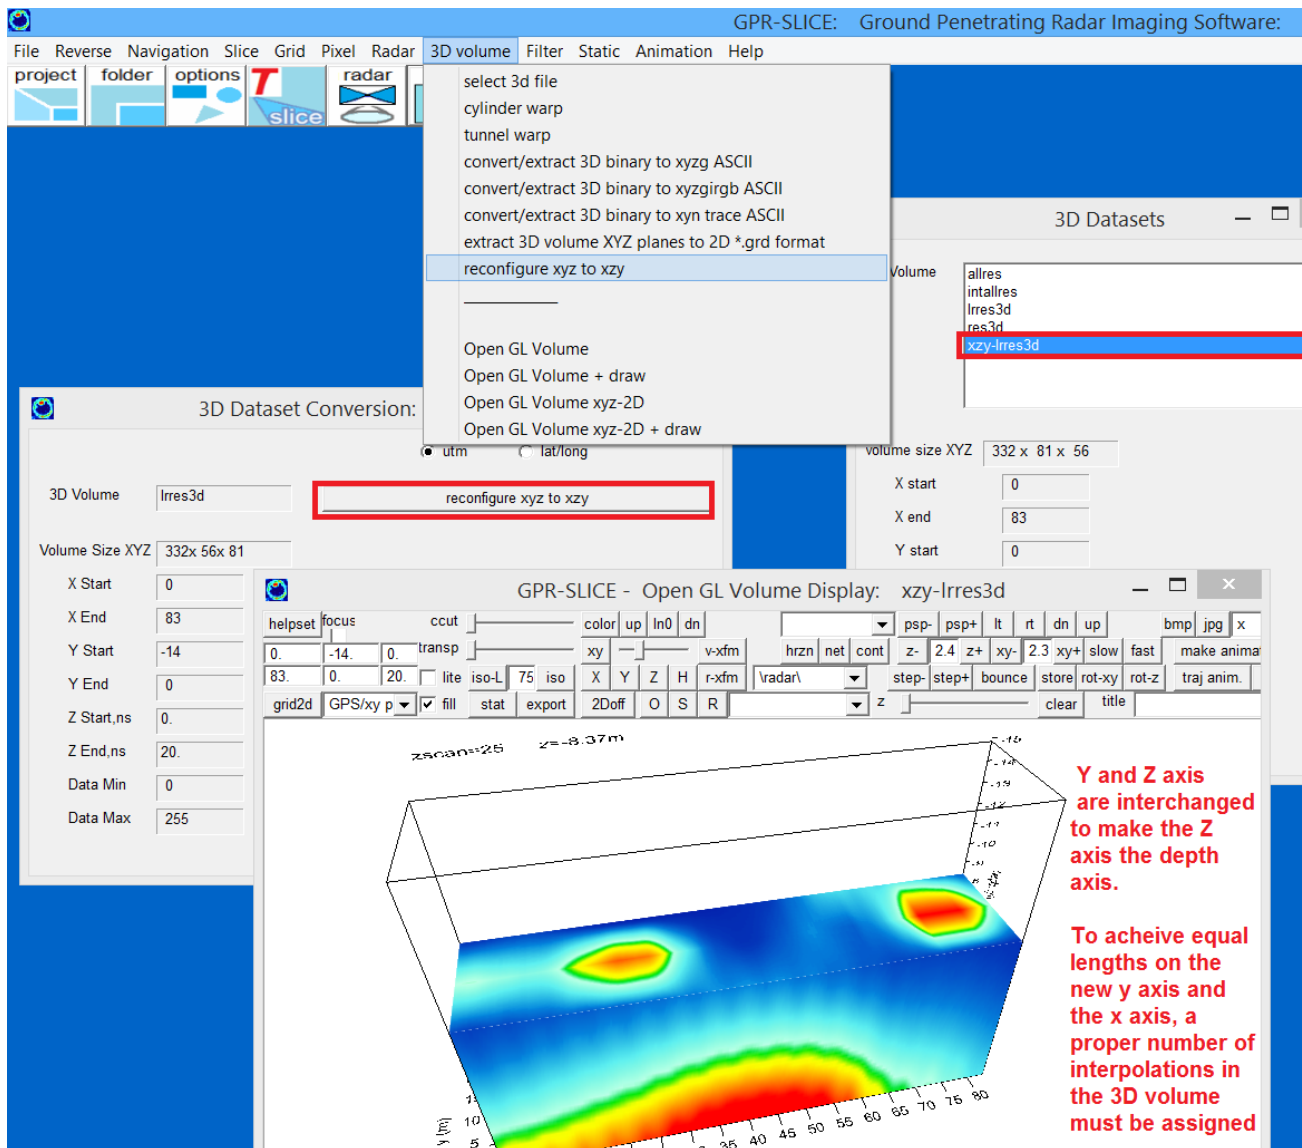 GPR-SLICE: Ground Penetrating Radar Imaging Software:
File Reverse Navigation Slice Grid Pixel Radar 3D volume Filter Static Animation Help
project folder options T slice radar
select 3d file
cylinder warp
tunnel warp
convert/extract 3D binary to xyzg ASCII
convert/extract 3D binary to xyzgirgb ASCII
convert/extract 3D binary to xyn trace ASCII
extract 3D volume XYZ planes to 2D *.grd format
reconfigure xyz to xzy
Open GL Volume
Open GL Volume + draw
Open GL Volume xyz-2D
Open GL Volume xyz-2D + draw
3D Datasets
Volume
allres
intallres
lrres3d
res3d
xzy-lrres3d
volume size XYZ 332 x 81 x 56
X start 0
X end 83
Y start 0
3D Dataset Conversion:
utm lat/long
3D Volume lrres3d reconfigure xyz to xzy
Volume Size XYZ 332x 56x 81
X Start 0
X End 83
Y Start -14
Y End 0
Z Start,ns 0.
Z End,ns 20.
Data Min 0
Data Max 255
GPR-SLICE - Open GL Volume Display: xzy-lrres3d
helpset focus ccut color up ln0 dn psp- psp+ lt rt dn up bmp jpg x
0. -14. 0. transp xy v-xfm hrzn net cont z- 2.4 z+ xy- 2.3 xy+ slow fast make animat
83. 0. 20. lite iso-L 75 iso X Y Z H r-xfm \radar\ step- step+ bounce store rot-xy rot-z traj anim.
grid2d GPS/xy p fill stat export 2Doff O S R z clear title
zscan=25 z=-8.37m
-15
-14
-13
-12
-11
-10
10
5
35 40 45 50 55 60 65 70 75 80
Y and Z axis
are interchanged
to make the Z
axis the depth
axis.
To acheive equal
lengths on the
new y axis and
the x axis, a
proper number of
interpolations in
the 3D volume
must be assigned